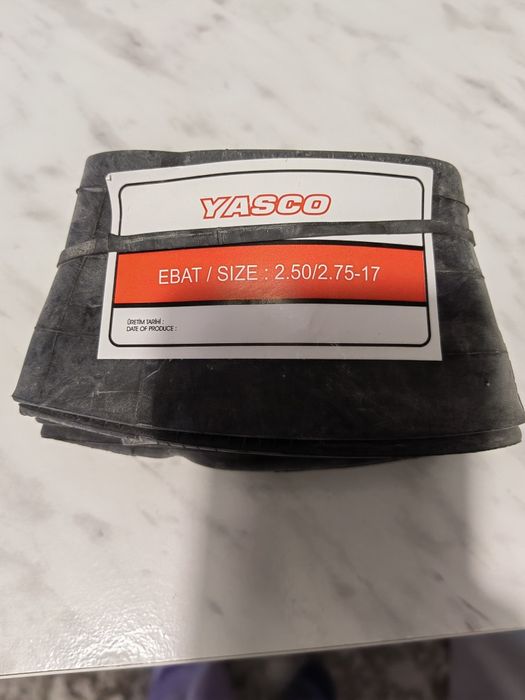 YASCO
EBAT / SIZE : 2.50/2.75-17
ÜRETİM TARİHİ :
DATE OF PRODUCE :